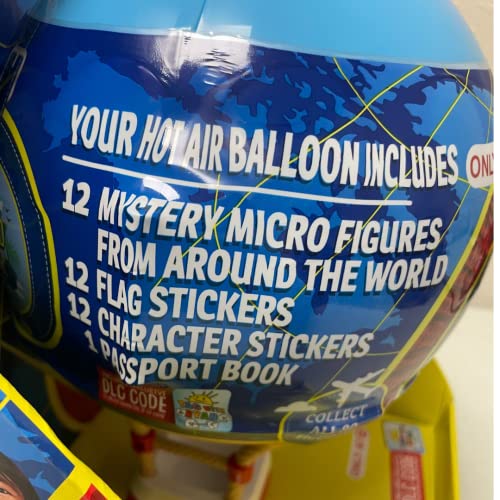 YOUR HOT AIR BALLOON INCLUDES
12 MYSTERY MICRO FIGURES
FROM AROUND THE WORLD
12 FLAG STICKERS
12 CHARACTER STICKERS
1 PASSPORT BOOK
DLC CODE
COLLECT